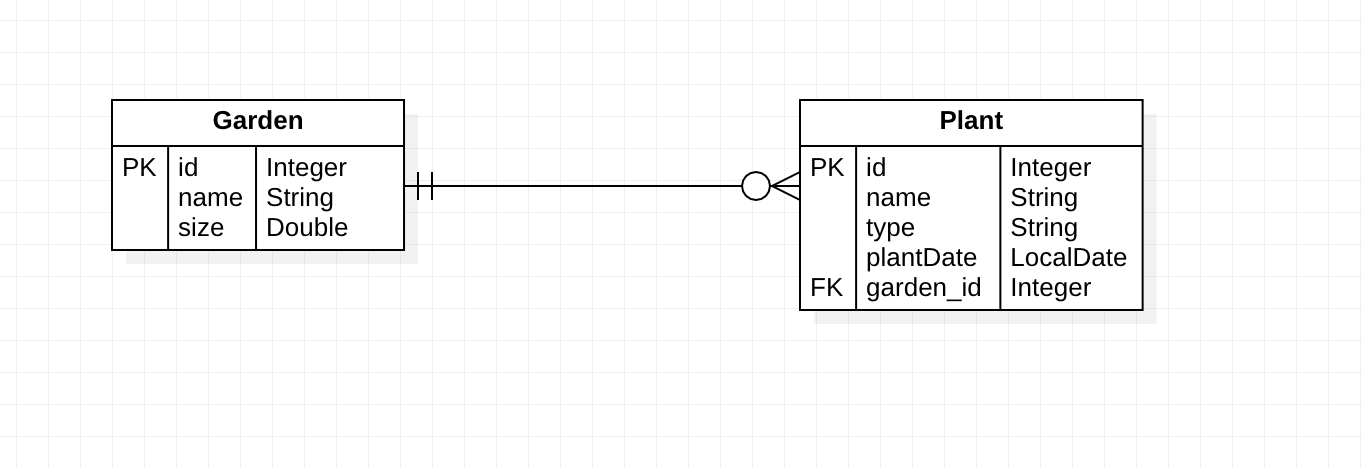 Garden
PK id Integer
name String
size Double
Plant
PK id Integer
name String
type String
plantDate LocalDate
FK garden_id Integer